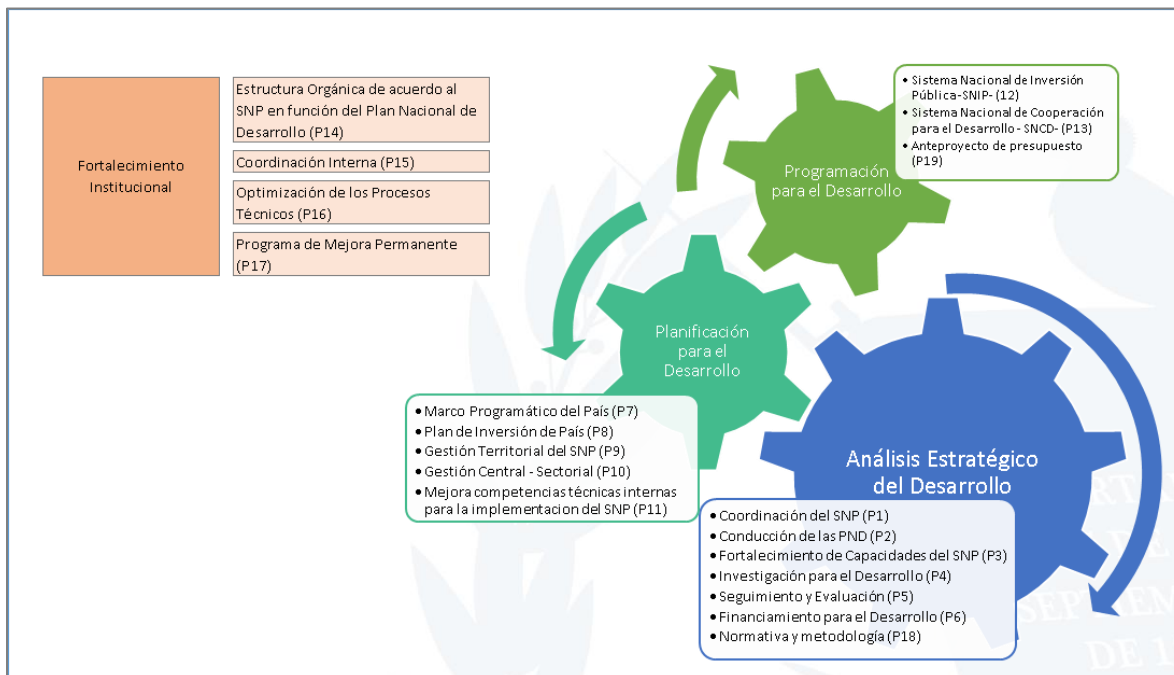 Fortalecimiento
Institucional
Estructura Orgánica de acuerdo al
SNP en función del Plan Nacional de
Desarrollo (P14)
Coordinación Interna (P15)
Optimización de los Procesos
Técnicos (P16)
Programa de Mejora Permanente
(P17)
Programación
para el Desarrollo
• Sistema Nacional de Inversión
Pública-SNIP- (12)
• Sistema Nacional de Cooperación
para el Desarrollo - SNCD- (P13)
• Anteproyecto de presupuesto
(P19)
Planificación
para el
Desarrollo
• Marco Programático del País (P7)
• Plan de Inversión de País (P8)
• Gestión Territorial del SNP (P9)
• Gestión Central - Sectorial (P10)
• Mejora competencias técnicas internas
para la implementacion del SNP (P11)
Análisis Estratégico
del Desarrollo
• Coordinación del SNP (P1)
• Conducción de las PND (P2)
• Fortalecimiento de Capacidades del SNP (P3)
• Investigación para el Desarrollo (P4)
• Seguimiento y Evaluación (P5)
• Financiamiento para el Desarrollo (P6)
• Normativa y metodología (P18)